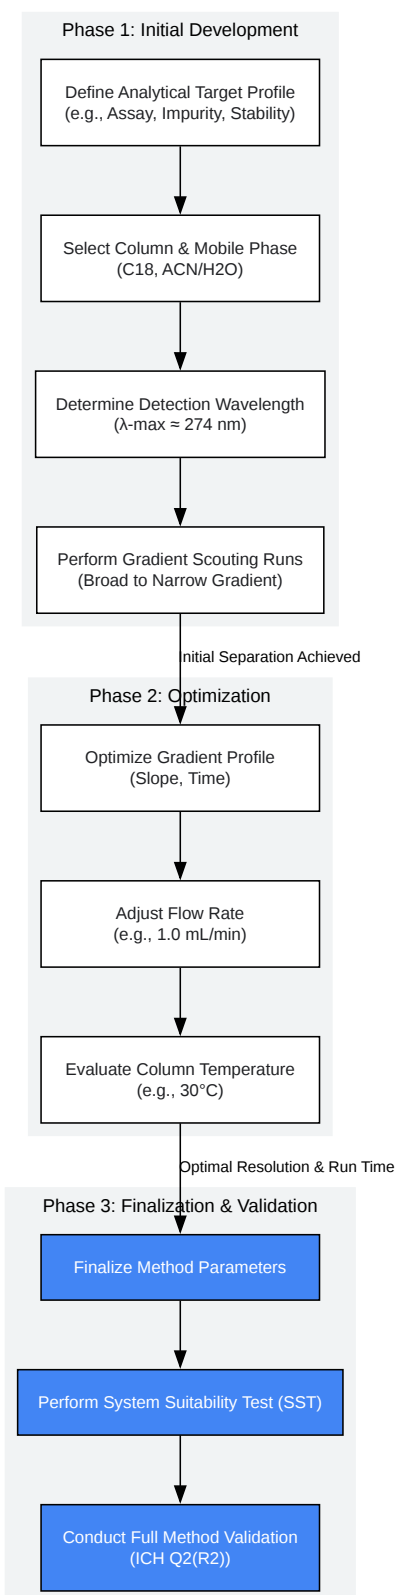 Phase 1: Initial Development
Define Analytical Target Profile
(e.g., Assay, Impurity, Stability)
Select Column & Mobile Phase
(C18, ACN/H2O)
Determine Detection Wavelength
(λ-max ≈ 274 nm)
Perform Gradient Scouting Runs
(Broad to Narrow Gradient)
Initial Separation Achieved
Phase 2: Optimization
Optimize Gradient Profile
(Slope, Time)
Adjust Flow Rate
(e.g., 1.0 mL/min)
Evaluate Column Temperature
(e.g., 30°C)
Optimal Resolution & Run Time
Phase 3: Finalization & Validation
Finalize Method Parameters
Perform System Suitability Test (SST)
Conduct Full Method Validation
(ICH Q2(R2))